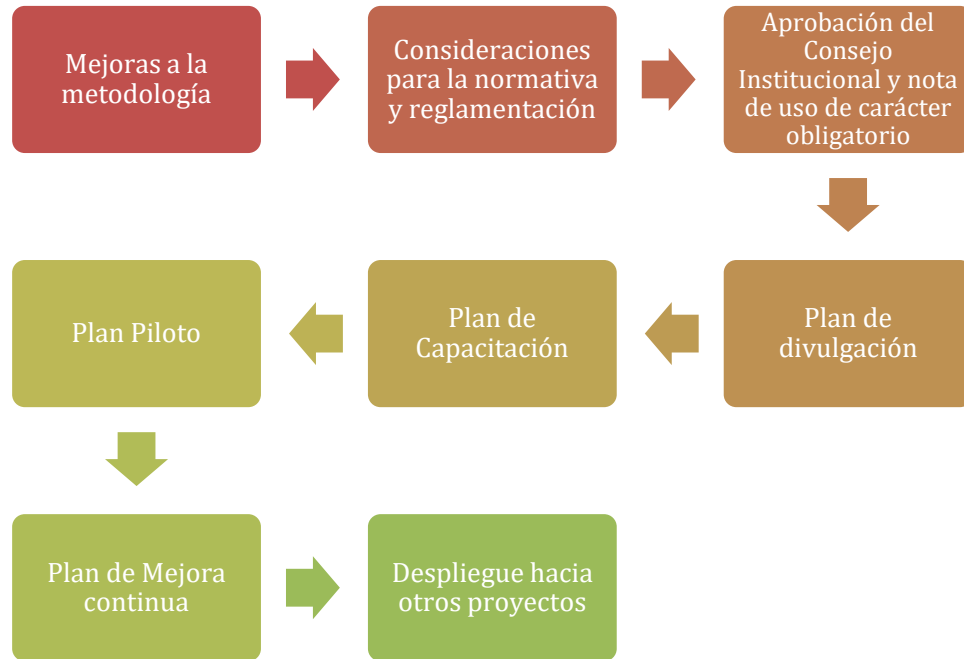 Mejoras a la
metodología
Consideraciones
para la normativa
y reglamentación
Aprobación del
Consejo
Institucional y nota
de uso de carácter
obligatorio
Plan de
divulgación
Plan de
Capacitación
Plan Piloto
Plan de Mejora
continua
Despliegue hacia
otros proyectos